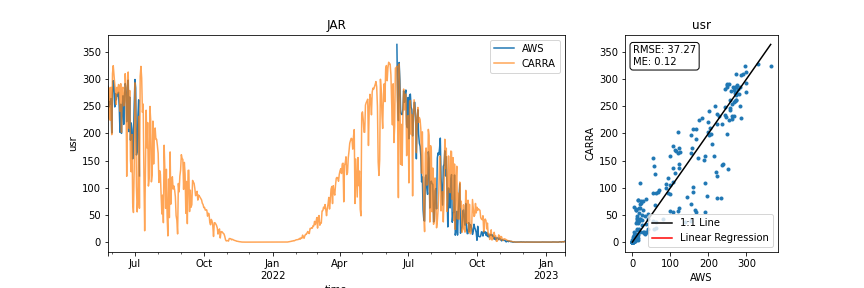 JAR
usr
350
300
250
200
150
100
50
0
usr
AWS
CARRA
Jul
Oct
Jan
2022
Apr
Jul
Oct
Jan
2023
time
350
300
250
200
150
100
50
0
CARRA
RMSE: 37.27
ME: 0.12
1:1 Line
Linear Regression
0
100
200
300
AWS